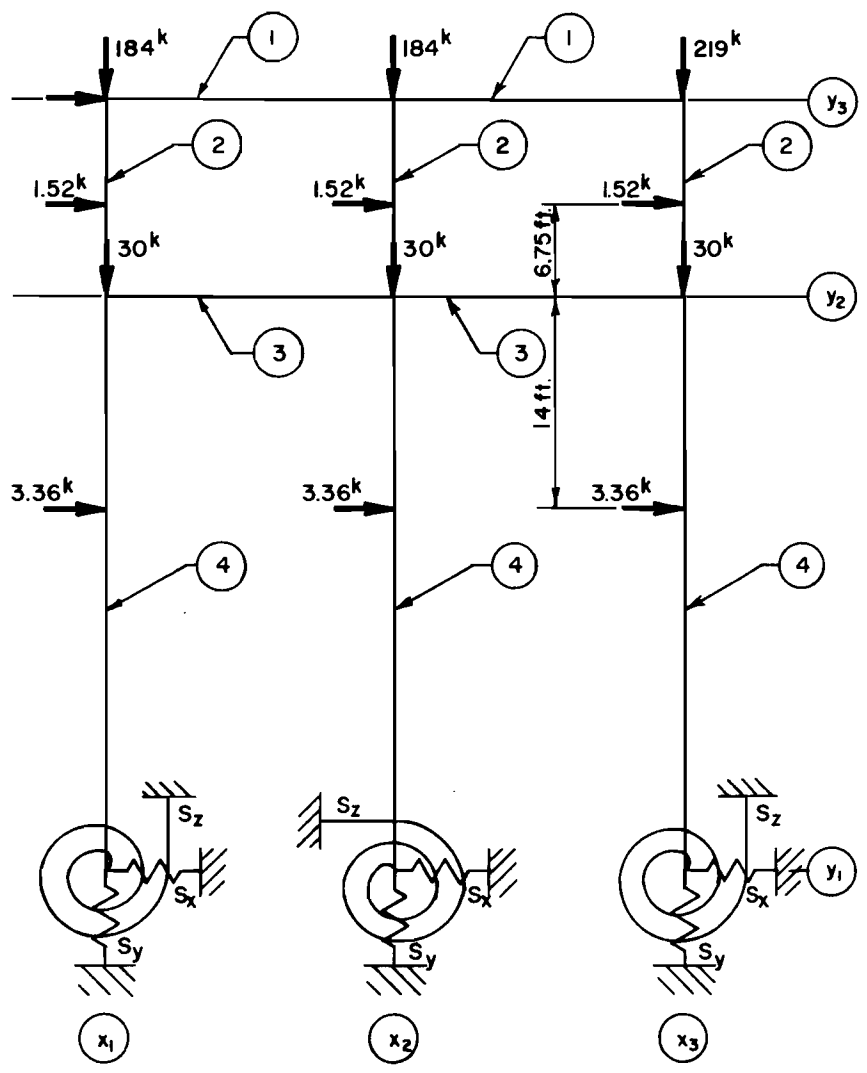 184k
1
184k
1
219k
y3
2
2
2
1.52k
1.52k
1.52k
6.75 ft.
30k
30k
30k
y2
3
3
14 ft.
3.36k
3.36k
3.36k
4
4
4
Sz
Sz
Sz
Sx
Sx
Sx
y1
Sy
Sy
Sy
x1
x2
x3